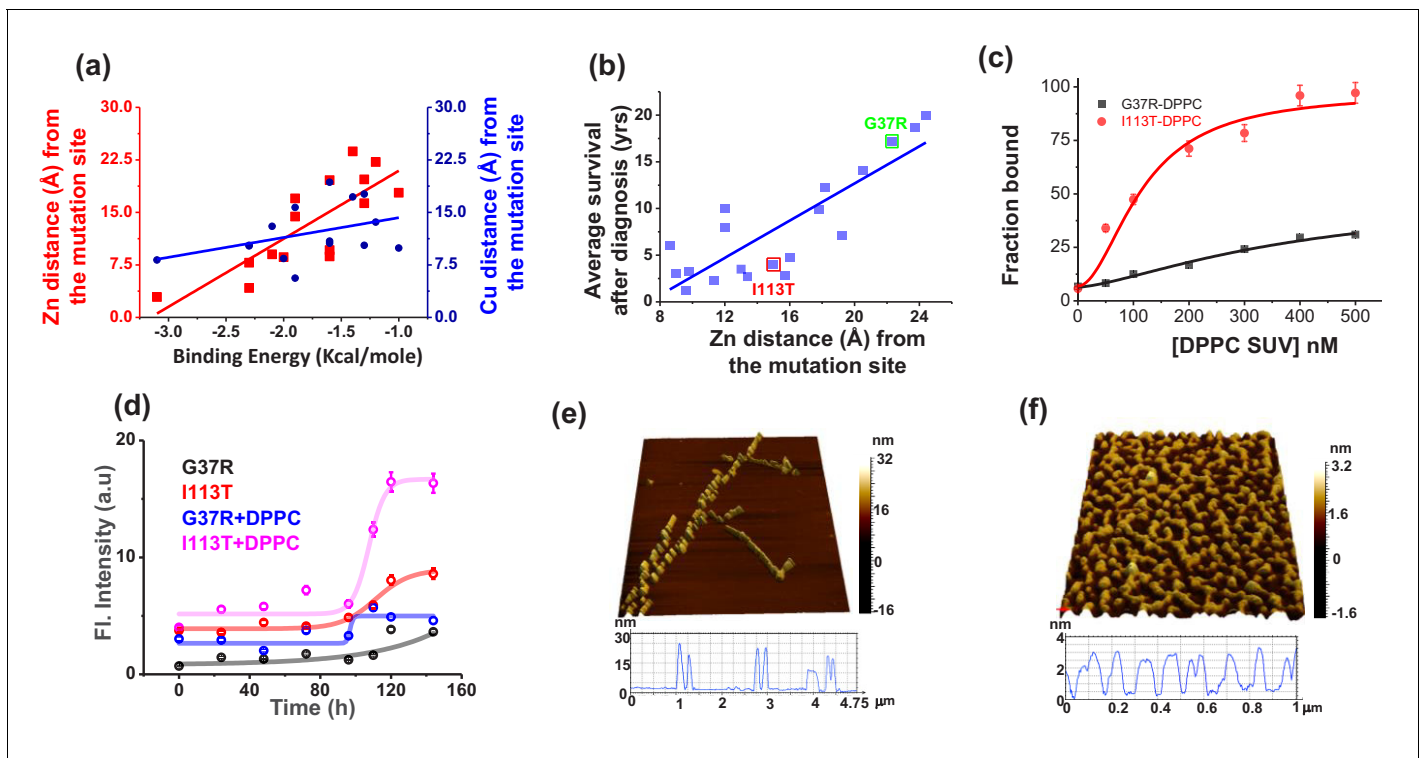 (a)
Zn distance (Å) from
the mutation site
30.0
22.5
15.0
7.5
0.0
30.0
22.5
15.0
7.5
0.0
Cu distance (Å) from
the mutation site
-3.0
-2.5
-2.0
-1.5
-1.0
Binding Energy (Kcal/mole)
(b)
Average survival
after diagnosis (yrs)
20
15
10
5
0
G37R
I113T
8
12
16
20
24
Zn distance (Å) from
the mutation site
(c)
Fraction bound
100
75
50
25
0
G37R-DPPC
I113T-DPPC
0
100
200
300
400
500
[DPPC SUV] nM
(d)
Fl. Intensity (a.u)
20
10
0
G37R
I113T
G37R+DPPC
I113T+DPPC
0
40
80
120
160
Time (h)
(e)
nm
32
16
0
-16
nm
30
15
0
0
1
2
3
4
4.75
µm
(f)
nm
3.2
1.6
0
-1.6
nm
4
2
0
0
0.2
0.4
0.6
0.8
1
µm